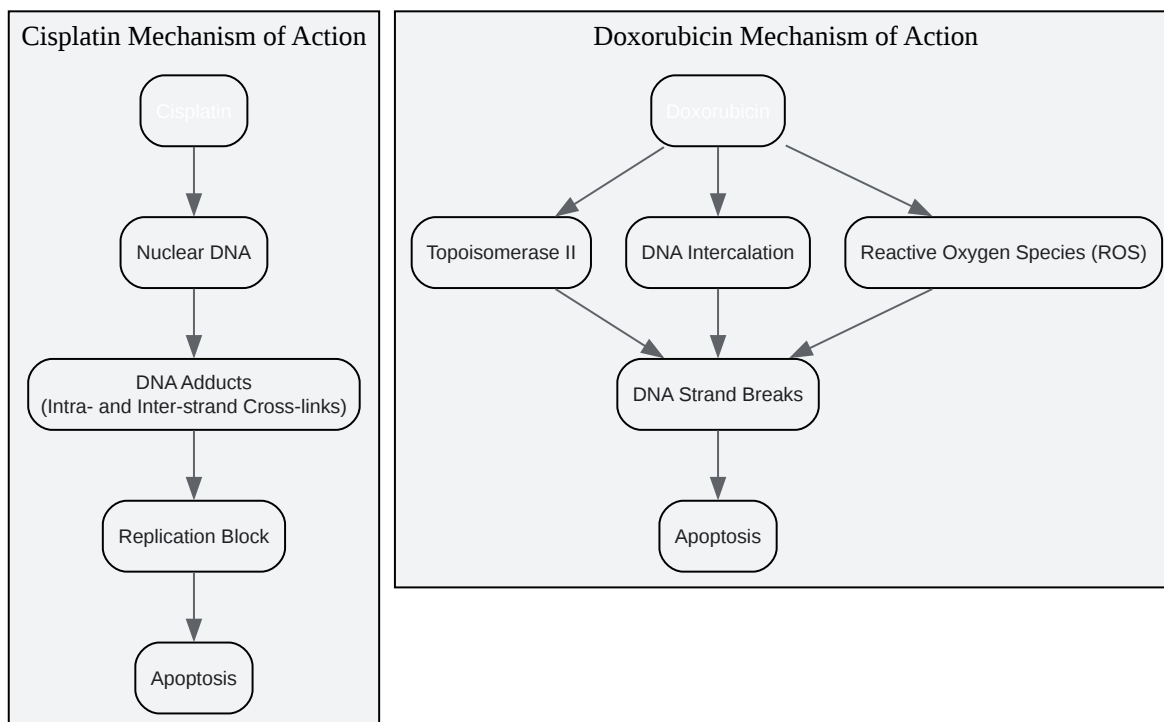 Cisplatin Mechanism of Action
Cisplatin
Nuclear DNA
DNA Adducts
(Intra- and Inter-strand Cross-links)
Replication Block
Apoptosis
Doxorubicin Mechanism of Action
Doxorubicin
Topoisomerase II
DNA Intercalation
Reactive Oxygen Species (ROS)
DNA Strand Breaks
Apoptosis